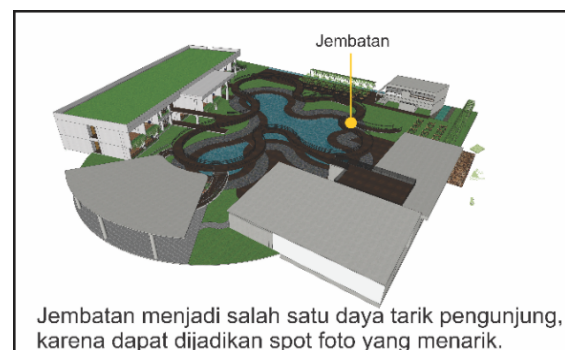 Jembatan
Jembatan menjadi salah satu daya tarik pengunjung,
karena dapat dijadikan spot foto yang menarik.